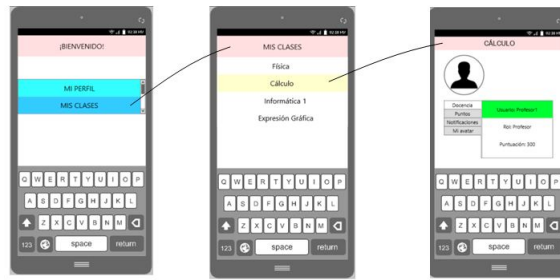 ¡BIENVENIDO!
MI PERFIL
MIS CLASES
Q W E R T Y U I O P
A S D F G H J K L
Z X C V B N M
123 space return
MIS CLASES
Física
Cálculo
Informática 1
Expresión Gráfica
Q W E R T Y U I O P
A S D F G H J K L
Z X C V B N M
123 space return
CÁLCULO
Docencia
Puntos
Notificaciones
Mi avatar
Usuario: Profesor1
Rol: Profesor
Puntuación: 300
Q W E R T Y U I O P
A S D F G H J K L
Z X C V B N M
123 space return